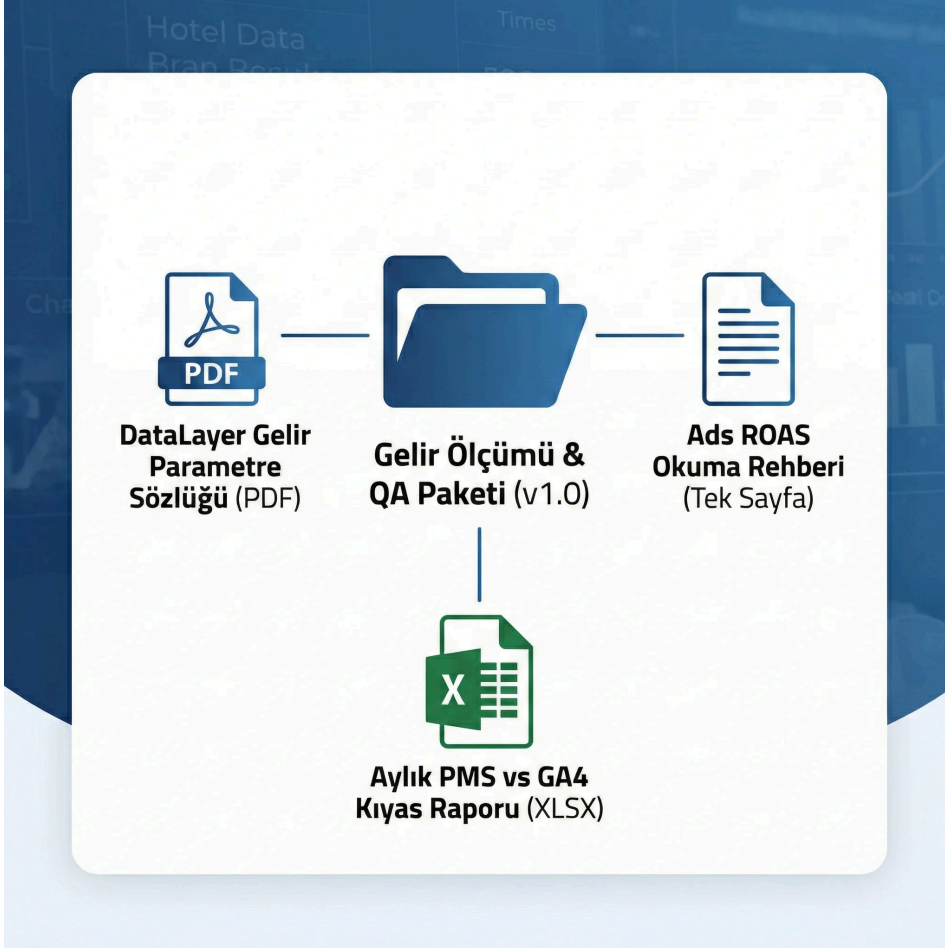 Hotel Data
Times
PDF
DataLayer Gelir
Parametre
Sözlüğü (PDF)
Gelir Ölçümü &
QA Paketi (v1.0)
Ads ROAS
Okuma Rehberi
(Tek Sayfa)
X
Aylık PMS vs GA4
Kıyas Raporu (XLSX)